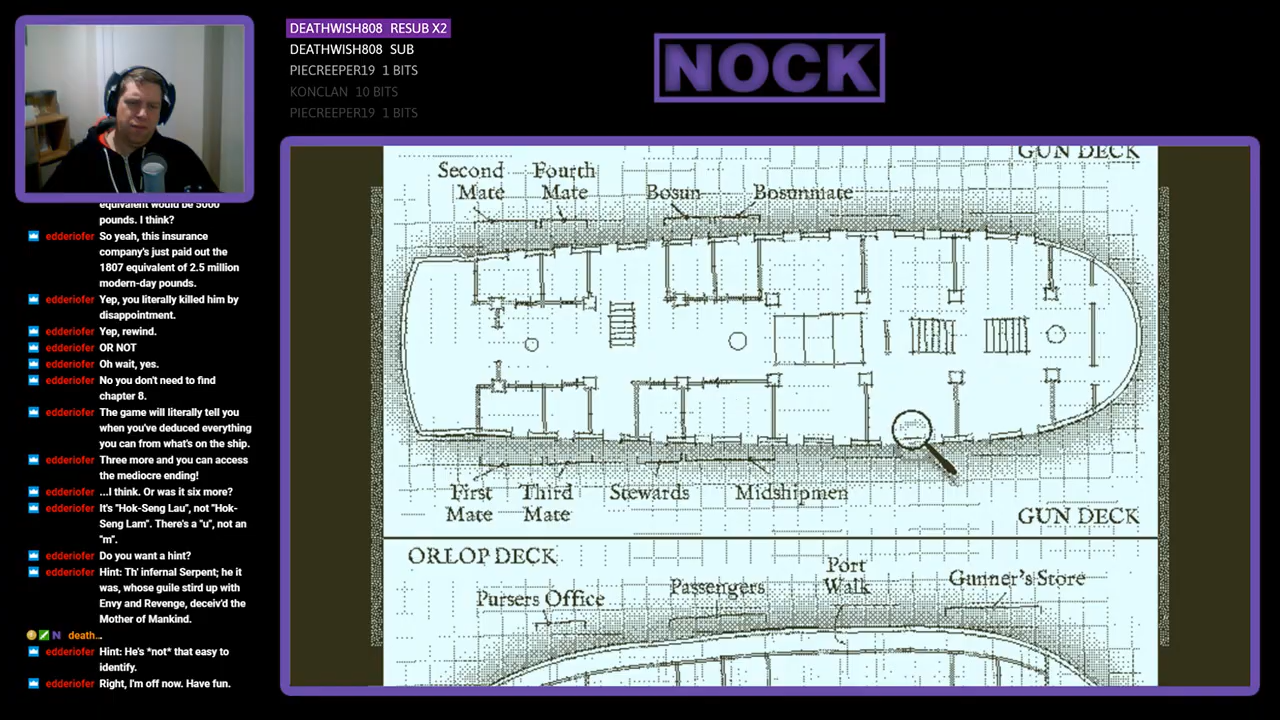 DEATHWISH808 RESUB X2
DEATHWISH808 SUB
PIECREEPER19 1 BITS
KONCLAN 10 BITS
PIECREEPER19 1 BITS
NOCK
equivalent would be 5000
pounds. I think?
edderiofer So yeah, this insurance
company's just paid out the
1807 equivalent of 2.5 million
modern-day pounds.
edderiofer Yep, you literally killed him by
disappointment.
edderiofer Yep, rewind.
edderiofer OR NOT
edderiofer Oh wait, yes.
edderiofer No you don't need to find
chapter 8.
edderiofer The game will literally tell you
when you've deduced everything
you can from what's on the ship.
edderiofer Three more and you can access
the mediocre ending!
edderiofer ...I think. Or was it six more?
edderiofer It's "Hok-Seng Lau", not "Hok-
Seng Lam". There's a "u", not an
"m".
edderiofer Do you want a hint?
edderiofer Hint: Th' infernal Serpent; he it
was, whose guile stird up with
Envy and Revenge, deceiv'd the
Mother of Mankind.
N death...
edderiofer Hint: He's *not* that easy to
identify.
edderiofer Right, I'm off now. Have fun.
GUN DECK
Second
Mate
Fourth
Mate
Bosun
Bosunmate
First
Mate
Third
Mate
Stewards
Midshipmen
GUN DECK
ORLOP DECK
Pursers Office
Passengers
Port
Walk
Gunner's Store